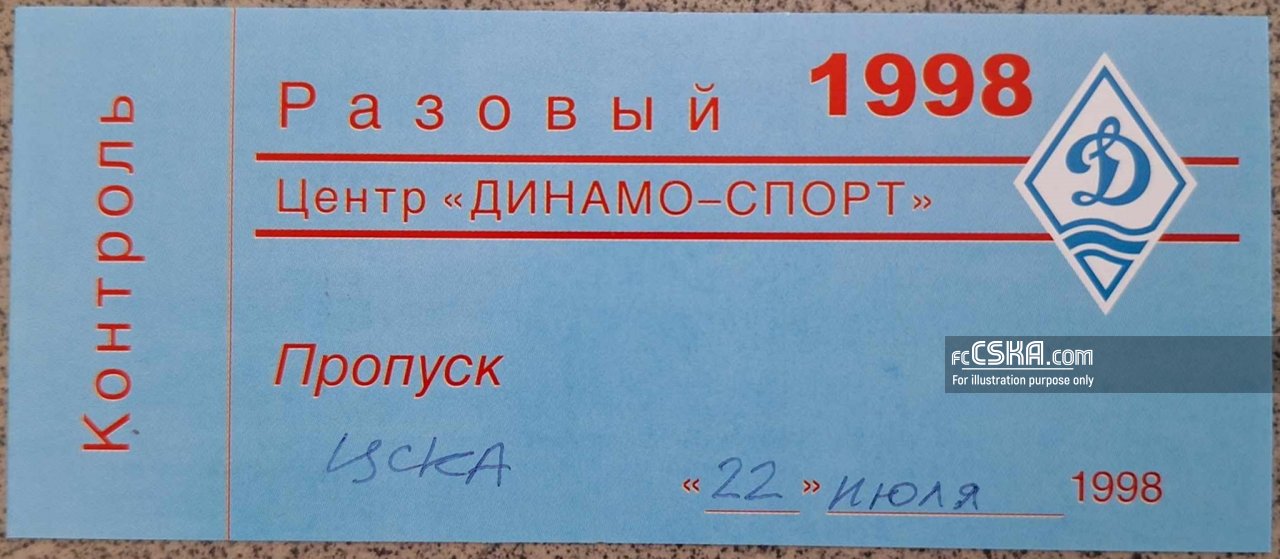 Контроль
Разовый 1998
Центр «ДИНАМО–СПОРТ»
Д
Пропуск
fcCSKA.com
For illustration purpose only
ЦСКА
«22» июля 1998